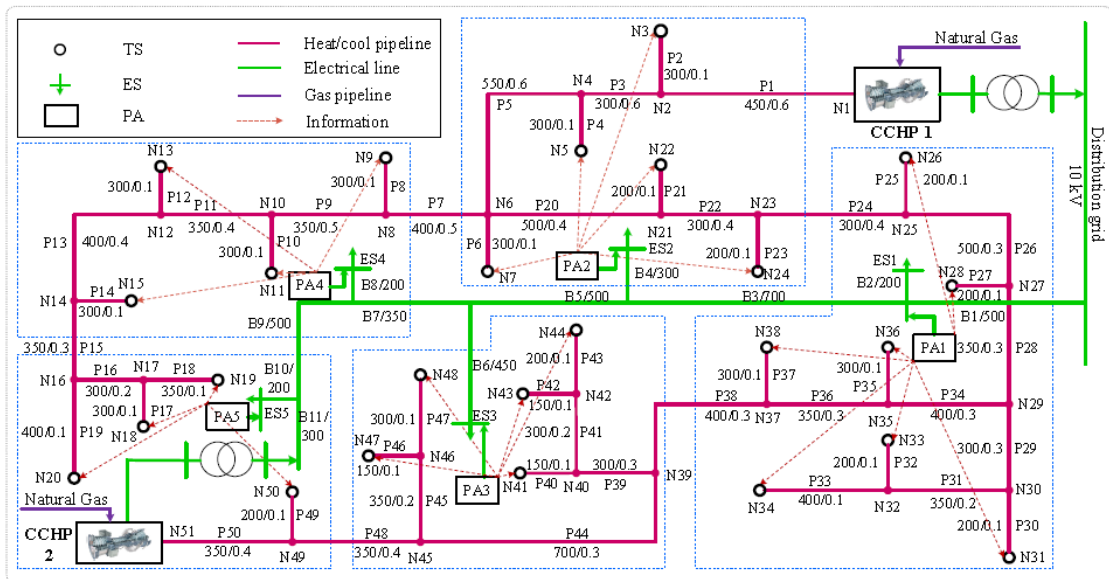 TS
ES
PA
Heat/cool pipeline
Electrical line
Gas pipeline
Information
N3
P2
300/0.1
550/0.6
P5
N4
P3
300/0.6
N2
P1
450/0.6
N1
300/0.1
P4
N5
Natural Gas
CCHP 1
Distribution grid
10 kV
N13
300/0.1
P12
N9
300/0.1
P8
N22
200/0.1
P21
N26
P25
200/0.1
P11
350/0.4
N12
N10
P9
350/0.5
N8
P7
400/0.5
N6
P20
500/0.4
N21
P22
300/0.4
N23
P24
300/0.4
N25
P13
400/0.4
300/0.1
P10
N11
PA4
ES4
B8/200
P6
300/0.1
N7
PA2
ES2
B4/300
200/0.1
P23
N24
500/0.3
P26
ES1
B2/200
N28
P27
200/0.1
N27
N14
P14
300/0.1
N15
B9/500
B7/350
B5/500
B3/700
B1/500
350/0.3
P15
N16
P16
300/0.2
N17
P18
350/0.1
N19
B10/
200
300/0.1
P17
N18
PA5
ES5
B11/
300
400/0.1
P19
N20
B6/450
N44
200/0.1
P43
N48
N43
P42
150/0.1
N42
300/0.1
P47
ES3
300/0.2
P41
N47
P46
150/0.1
N46
PA3
N41
150/0.1
P40
N40
300/0.3
P39
N39
350/0.2
P45
N38
300/0.1
P37
N36
300/0.1
P35
PA1
350/0.3
P28
P38
400/0.3
N37
P36
350/0.3
N35
P34
400/0.3
N29
N33
200/0.1
P32
300/0.3
P29
N34
P33
400/0.1
N32
P31
350/0.2
N30
200/0.1
P30
N31
Natural Gas
CCHP
2
N51
P50
350/0.4
N50
200/0.1
P49
N49
P48
350/0.4
N45
P44
700/0.3